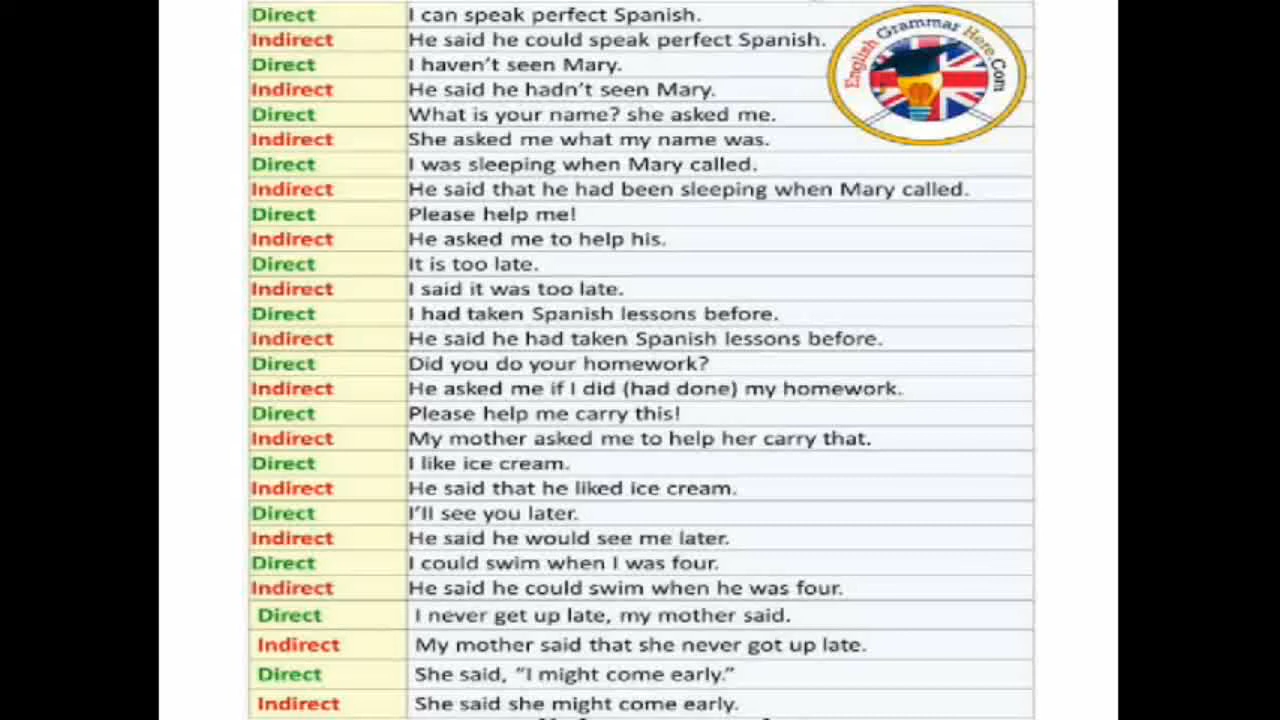 Direct I can speak perfect Spanish.
Indirect He said he could speak perfect Spanish.
Direct I haven't seen Mary.
Indirect He said he hadn't seen Mary.
Direct What is your name? she asked me.
Indirect She asked me what my name was.
Direct I was sleeping when Mary called.
Indirect He said that he had been sleeping when Mary called.
Direct Please help me!
Indirect He asked me to help his.
Direct It is too late.
Indirect I said it was too late.
Direct I had taken Spanish lessons before.
Indirect He said he had taken Spanish lessons before.
Direct Did you do your homework?
Indirect He asked me if I did (had done) my homework.
Direct Please help me carry this!
Indirect My mother asked me to help her carry that.
Direct I like ice cream.
Indirect He said that he liked ice cream.
Direct I'll see you later.
Indirect He said he would see me later.
Direct I could swim when I was four.
Indirect He said he could swim when he was four.
Direct I never get up late, my mother said.
Indirect My mother said that she never got up late.
Direct She said, “I might come early.”
Indirect She said she might come early.
English Grammar Here.Com